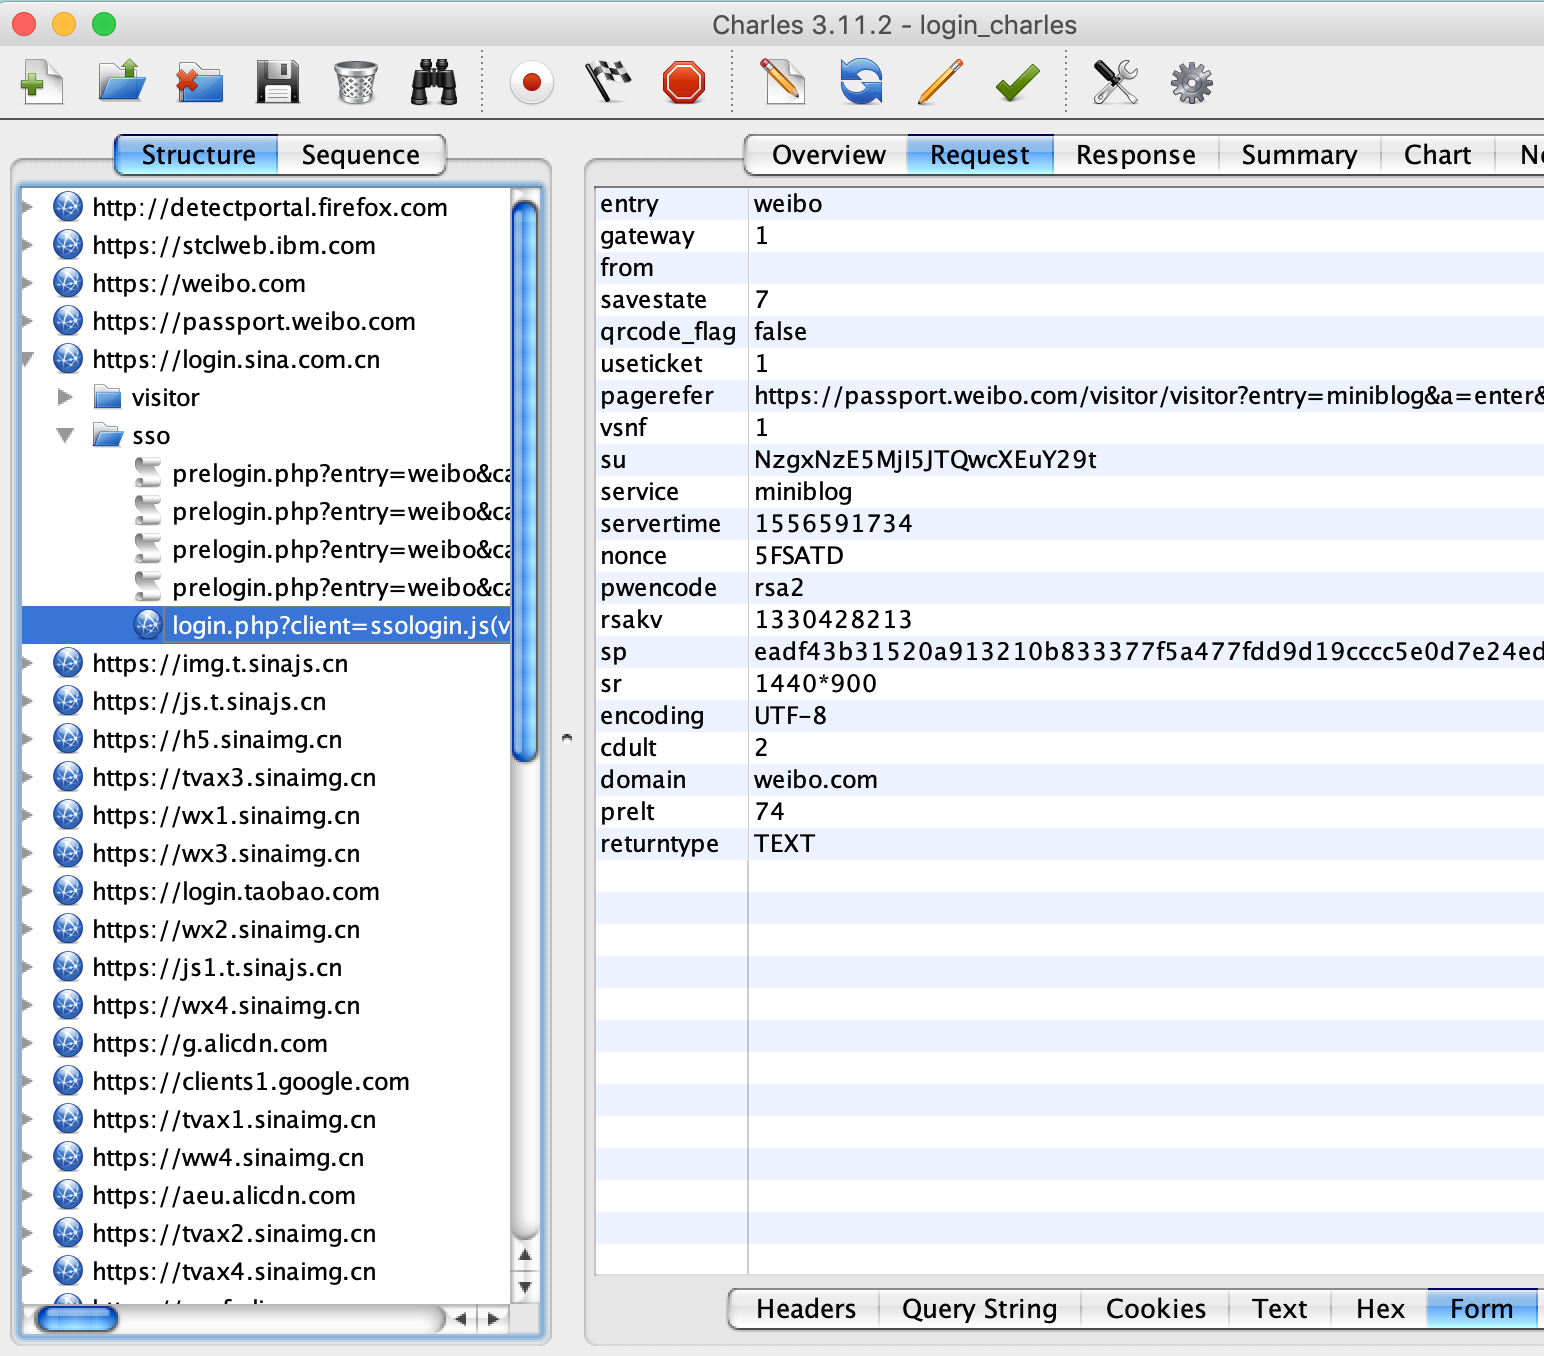 Charles 3.11.2 - login_charles
Structure
Sequence
http://detectportal.firefox.com
https://stclweb.ibm.com
https://weibo.com
https://passport.weibo.com
https://login.sina.com.cn
visitor
sso
prelogin.php?entry=weibo&ca
prelogin.php?entry=weibo&ca
prelogin.php?entry=weibo&ca
prelogin.php?entry=weibo&ca
login.php?client=ssologin.js(v
https://img.t.sinajs.cn
https://js.t.sinajs.cn
https://h5.sinaimg.cn
https://tvax3.sinaimg.cn
https://wx1.sinaimg.cn
https://wx3.sinaimg.cn
https://login.taobao.com
https://wx2.sinaimg.cn
https://js1.t.sinajs.cn
https://wx4.sinaimg.cn
https://g.alicdn.com
https://clients1.google.com
https://tvax1.sinaimg.cn
https://ww4.sinaimg.cn
https://aeu.alicdn.com
https://tvax2.sinaimg.cn
https://tvax4.sinaimg.cn
Overview
Request
Response
Summary
Chart
entry weibo
gateway 1
from
savestate 7
qrcode_flag false
useticket 1
pagerefer https://passport.weibo.com/visitor/visitor?entry=miniblog&a=enter&
vsnf 1
su NzgxNzE5MjI5JTQwcXEuY29t
service miniblog
servertime 1556591734
nonce 5FSATD
pwencode rsa2
rsakv 1330428213
sp eadf43b31520a913210b833377f5a477fdd9d19cccc5e0d7e24ed
sr 1440*900
encoding UTF-8
cdult 2
domain weibo.com
prelt 74
returntype TEXT
Headers
Query String
Cookies
Text
Hex
Form